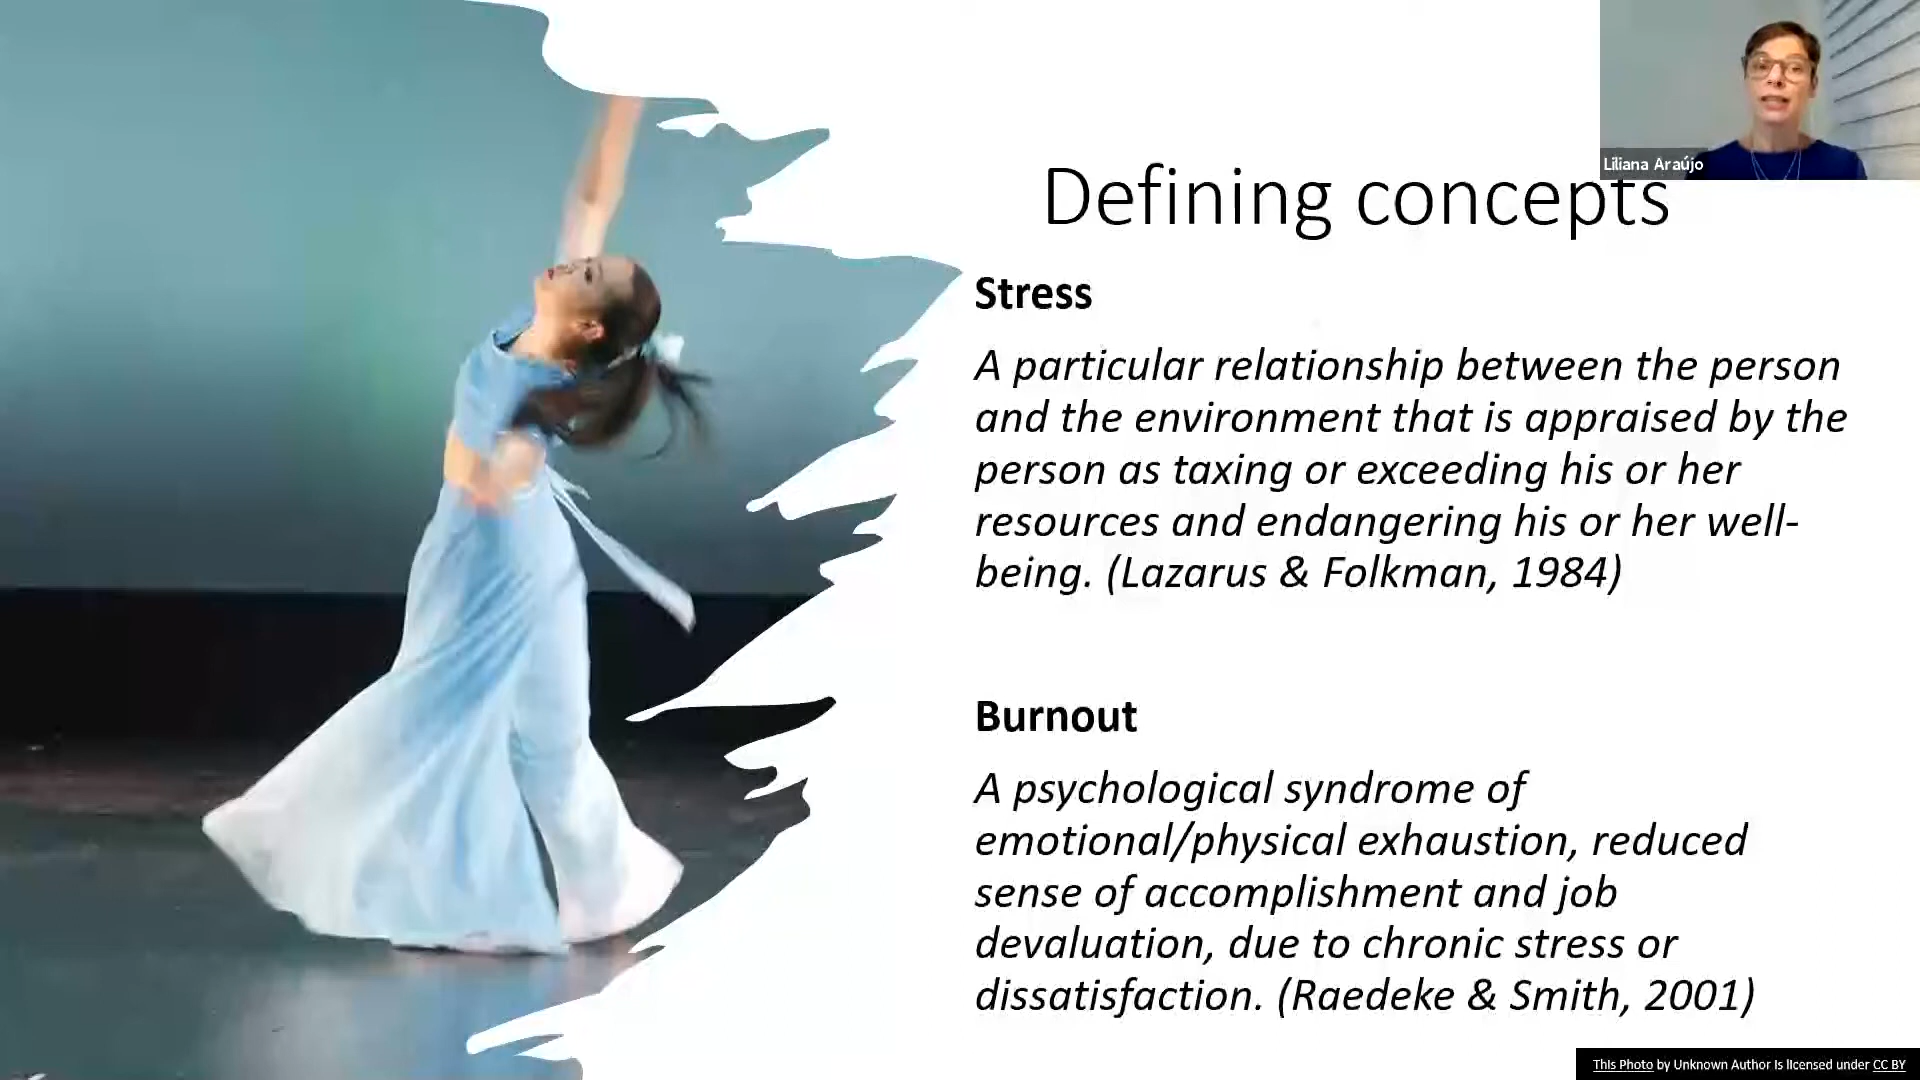 Liliana Araújo
Defining concepts
Stress
A particular relationship between the person
and the environment that is appraised by the
person as taxing or exceeding his or her
resources and endangering his or her well-
being. (Lazarus & Folkman, 1984)
Burnout
A psychological syndrome of
emotional/physical exhaustion, reduced
sense of accomplishment and job
devaluation, due to chronic stress or
dissatisfaction. (Raedeke & Smith, 2001)
This Photo by Unknown Author is licensed under CC BY